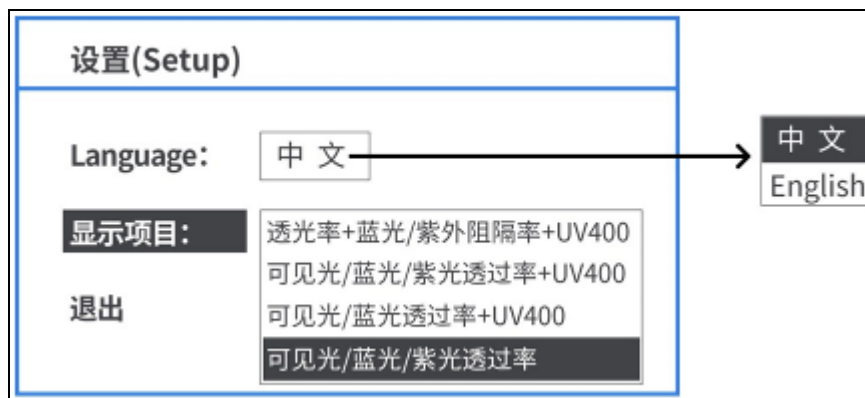 设置(Setup)
Language: 中 文
中 文
English
显示项目: 透光率+蓝光/紫外阻隔率+UV400
可见光/蓝光/紫光透过率+UV400
可见光/蓝光透过率+UV400
可见光/蓝光/紫光透过率
退出